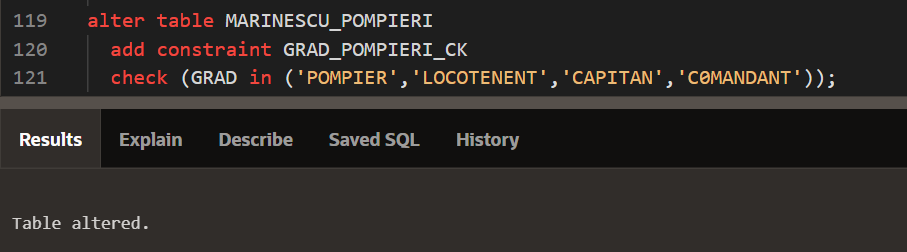 119 alter table MARINESCU_POMPIERI
120 add constraint GRAD_POMPIERI_CK
121 check (GRAD in ('POMPIER','LOCOTENENT','CAPITAN','C0MANDANT'));
Results Explain Describe Saved SQL History
Table altered.